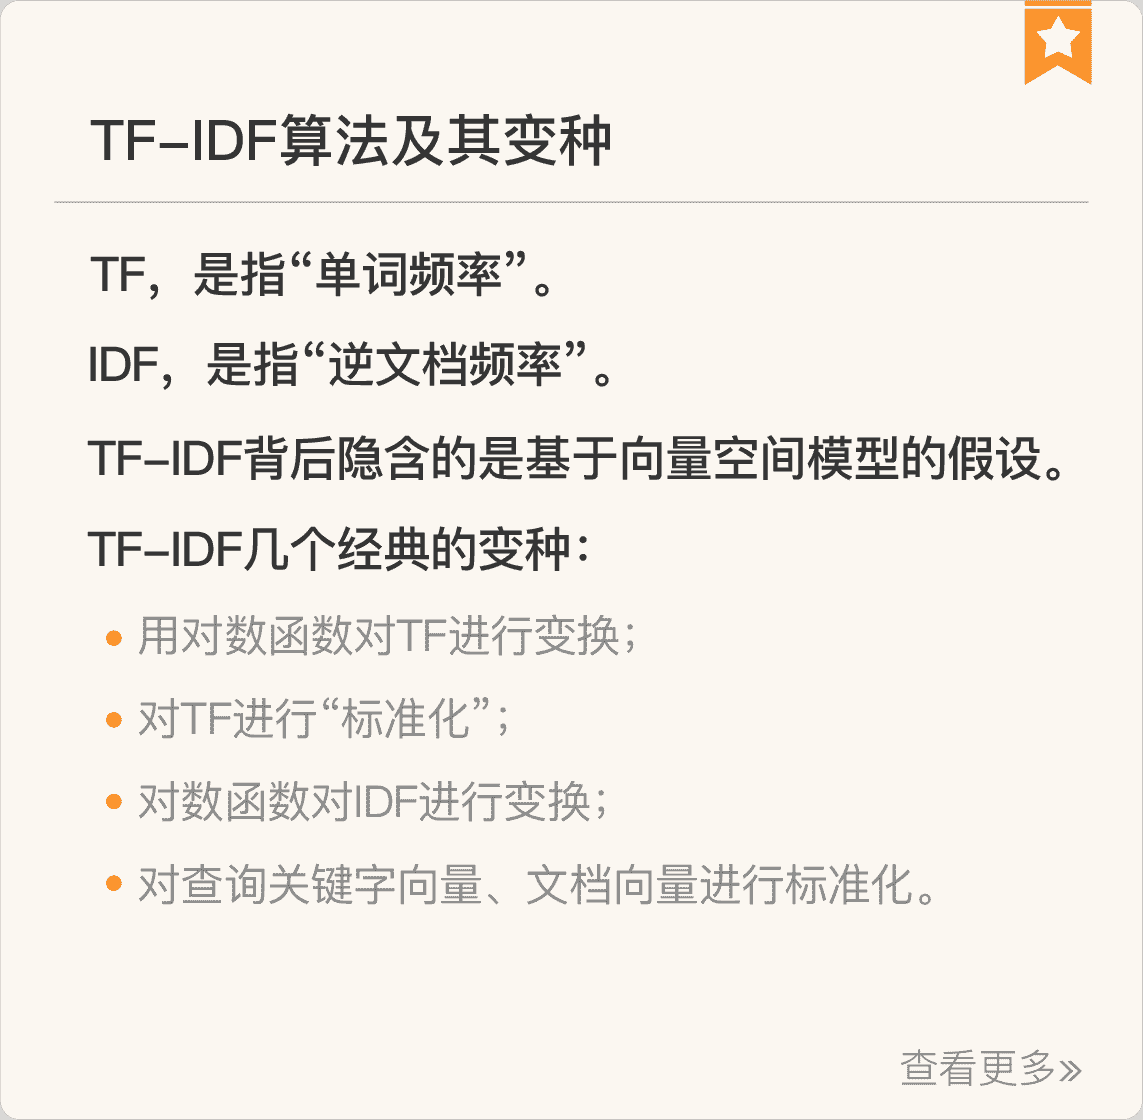 TF-IDF算法及其变种
TF，是指“单词频率”。
IDF，是指“逆文档频率”。
TF-IDF背后隐含的是基于向量空间模型的假设。
TF-IDF几个经典的变种：
用对数函数对TF进行变换；
对TF进行“标准化”；
对数函数对IDF进行变换；
对查询关键字向量、文档向量进行标准化。
查看更多»